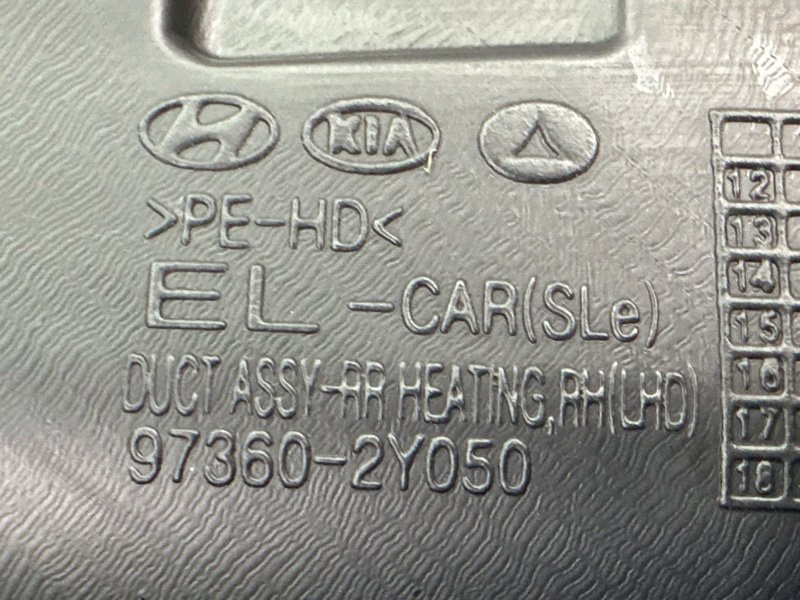 KIA
>PE-HD<
EL-CAR(SLe)
DUCT ASSY-RR HEATING,RH(LHD)
97360-2Y050
12
13
14
15
16
17
18